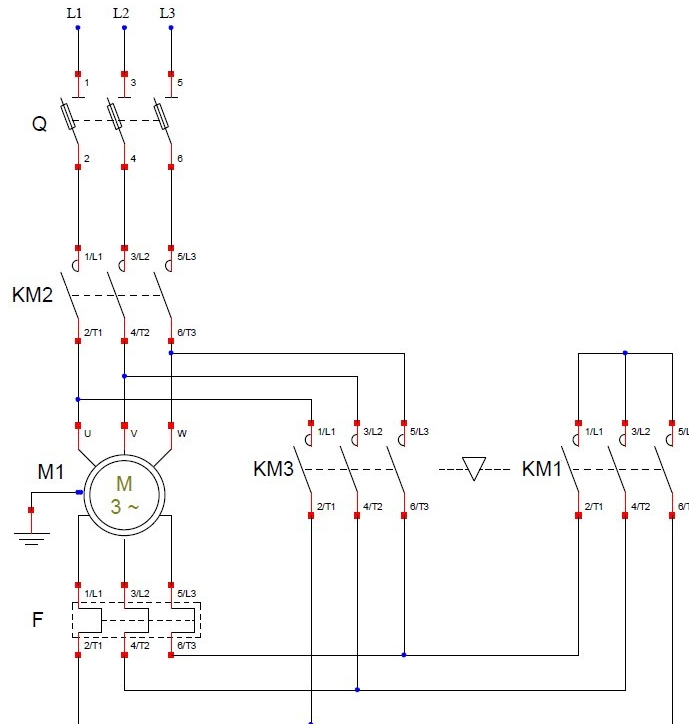 L1 L2 L3
1 3 5
Q
2 4 6
1/L1 3/L2 5/L3
KM2
2/T1 4/T2 6/T3
U V W
1/L1 3/L2 5/L3 1/L1 3/L2
M1 M KM3 KM1
3 ~
2/T1 4/T2 6/T3 2/T1 4/T2
1/L1 3/L2 5/L3
F
2/T1 4/T2 6/T3